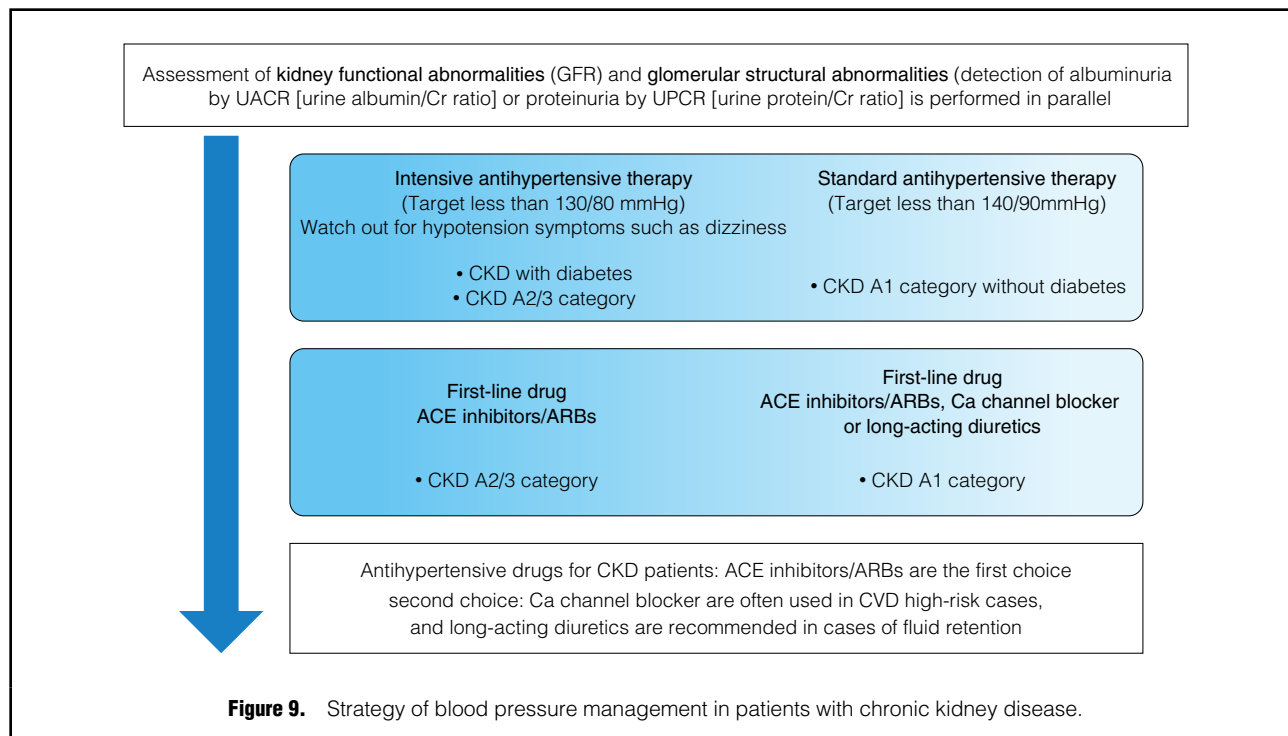 Assessment of kidney functional abnormalities (GFR) and glomerular structural abnormalities (detection of albuminuria
by UACR [urine albumin/Cr ratio] or proteinuria by UPCR [urine protein/Cr ratio] is performed in parallel
Intensive antihypertensive therapy
(Target less than 130/80 mmHg)
Watch out for hypotension symptoms such as dizziness
• CKD with diabetes
• CKD A2/3 category
Standard antihypertensive therapy
(Target less than 140/90mmHg)
• CKD A1 category without diabetes
First-line drug
ACE inhibitors/ARBs
• CKD A2/3 category
First-line drug
ACE inhibitors/ARBs, Ca channel blocker
or long-acting diuretics
• CKD A1 category
Antihypertensive drugs for CKD patients: ACE inhibitors/ARBs are the first choice
second choice: Ca channel blocker are often used in CVD high-risk cases,
and long-acting diuretics are recommended in cases of fluid retention
Figure 9. Strategy of blood pressure management in patients with chronic kidney disease.